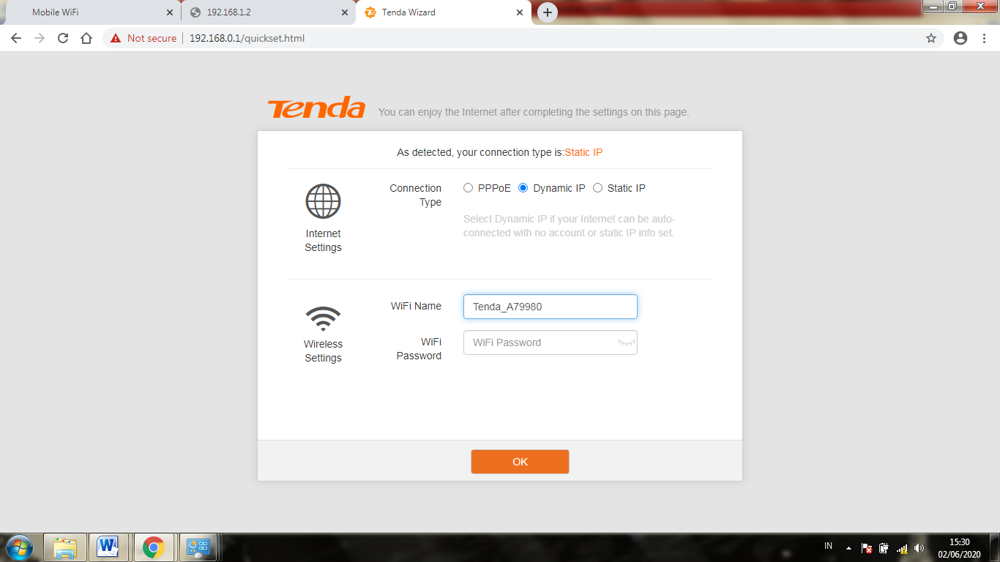 Mobile WiFi
192.168.1.2
Tenda Wizard
Not secure
192.168.0.1/quickset.html
Tenda
You can enjoy the Internet after completing the settings on this page.
As detected, your connection type is:Static IP
Internet
Settings
Connection
Type
PPPoE
Dynamic IP
Static IP
Select Dynamic IP if your Internet can be auto-
connected with no account or static IP info set.
Wireless
Settings
WiFi Name
Tenda_A79980
WiFi
Password
WiFi Password
OK
IN
15:30
02/06/2020